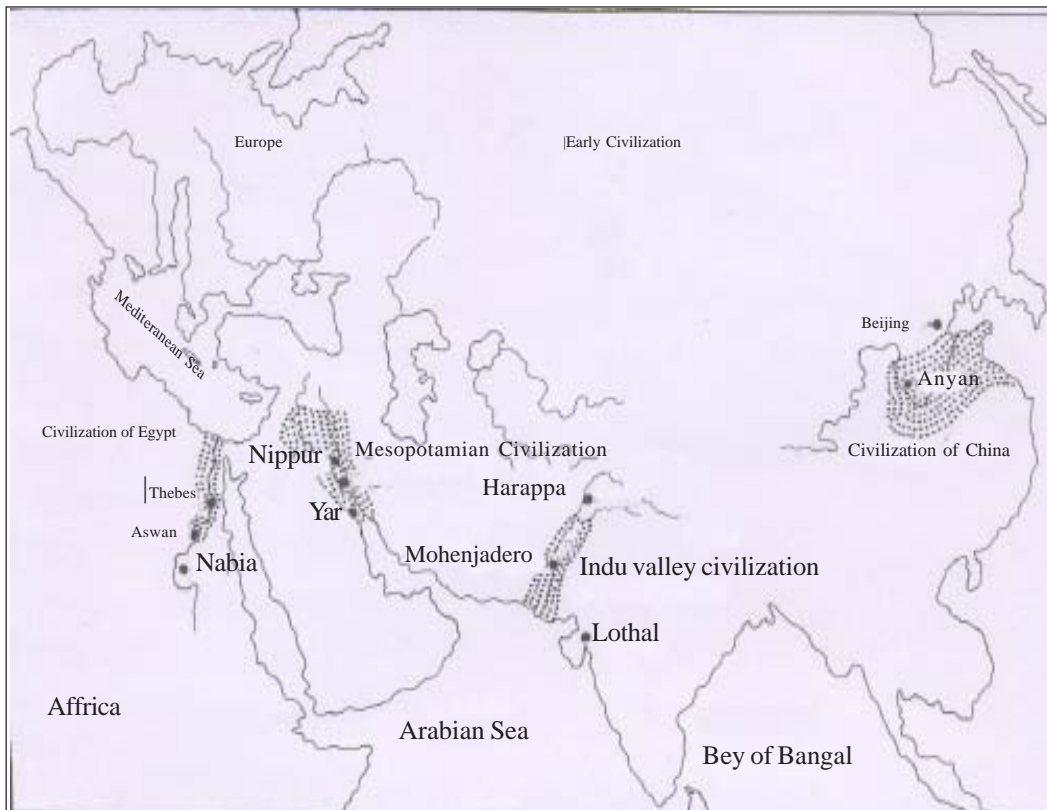 Europe
|Early Civilization
Mediteranean Sea
Beijing
Anyan
Civilization of Egypt
Nippur
Mesopotamian Civilization
Civilization of China
Harappa
Thebes
Yar
Aswan
Mohenjadero
Nabia
Indu valley civilization
Lothal
Affrica
Arabian Sea
Bey of Bangal